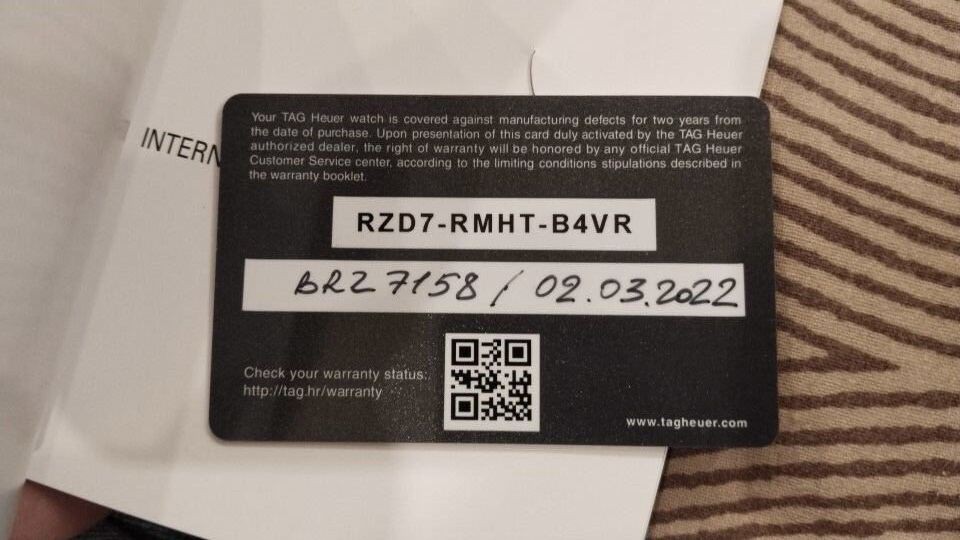 INTERN
Your TAG Heuer watch is covered against manufacturing defects for two years from
the date of purchase. Upon presentation of this card duly activated by the TAG Heuer
authorized dealer, the right of warranty will be honored by any official TAG Heuer
Customer Service center, according to the limiting conditions stipulations described in
the warranty booklet.
RZD7-RMHT-B4VR
BRZ 7158 / 02.03.2022
Check your warranty status:
http://tag.hr/warranty
www.tagheuer.com